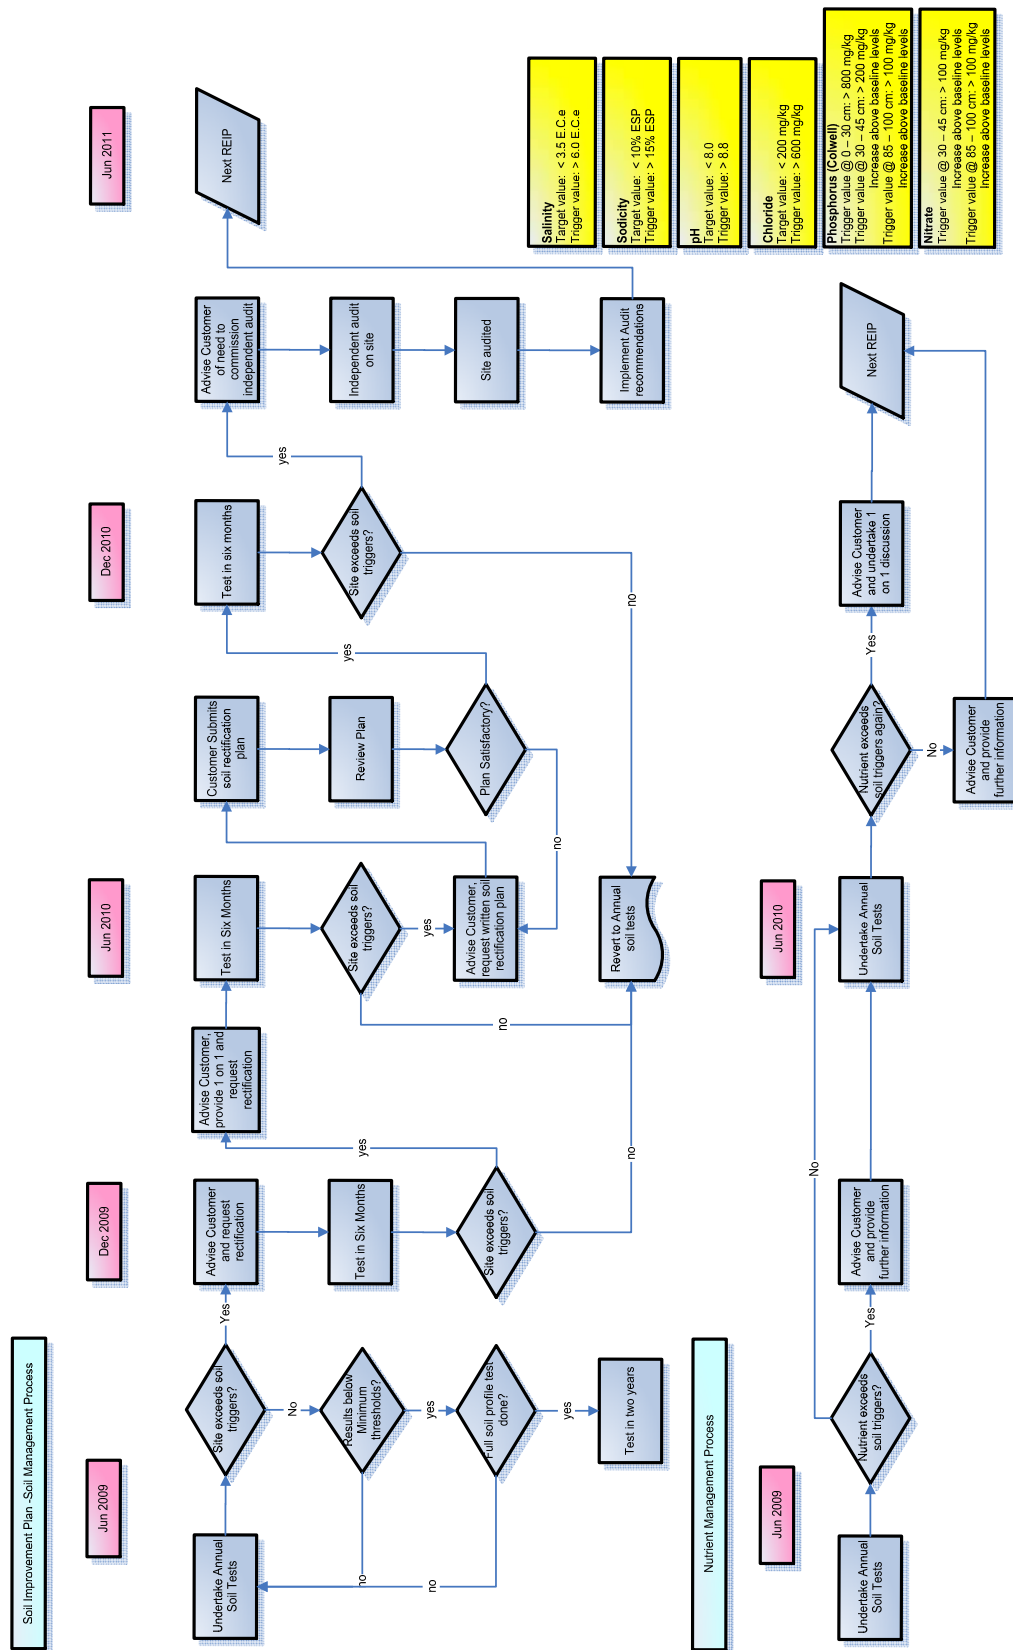 Soil Improvement Plan -Soil Management Process
Jun 2009
Dec 2009
Jun 2010
Dec 2010
Jun 2011
Undertake Annual
Soil Tests
Site exceeds soil
triggers?
Yes
No
Results below
Minimum
thresholds?
no
yes
Full soil profile test
done?
no
yes
Test in two years
Advise Customer
and request
rectification
Test in Six Months
Site exceeds soil
triggers?
yes
no
Advise Customer,
provide 1 on 1 and
request
rectification
Test in Six Months
Site exceeds soil
triggers?
yes
no
Advise Customer,
request written soil
rectification plan
Revert to Annual
soil tests
Customer Submits
soil rectification
plan
Review Plan
Plan Satisfactory?
yes
no
Test in six months
Site exceeds soil
triggers?
yes
no
Advise Customer
of need to
commission
independent audit
Independent audit
on site
Site audited
Implement Audit
recommendations
Next REIP
Salinity
Target value: < 3.5 E.C.e
Trigger value: > 6.0 E.C.e
Sodicity
Target value: < 10% ESP
Trigger value: > 15% ESP
pH
Target value: < 8.0
Trigger value: > 8.8
Chloride
Target value: < 200 mg/kg
Trigger value: > 600 mg/kg
Phosphorus (Colwell)
Trigger value @ 0 – 30 cm: > 800 mg/kg
Trigger value @ 30 – 45 cm: > 200 mg/kg
Increase above baseline levels
Trigger value @ 85 – 100 cm: > 100 mg/kg
Increase above baseline levels
Nitrate
Trigger value @ 30 – 45 cm: > 100 mg/kg
Increase above baseline levels
Trigger value @ 85 – 100 cm: > 100 mg/kg
Increase above baseline levels
Nutrient Management Process
Jun 2009
Jun 2010
Undertake Annual
Soil Tests
Nutrient exceeds
soil triggers?
Yes
No
Advise Customer
and provide
further information
Undertake Annual
Soil Tests
Nutrient exceeds
soil triggers again?
Yes
No
Advise Customer
and undertake 1
on 1 discussion
Advise Customer
and provide
further information
Next REIP